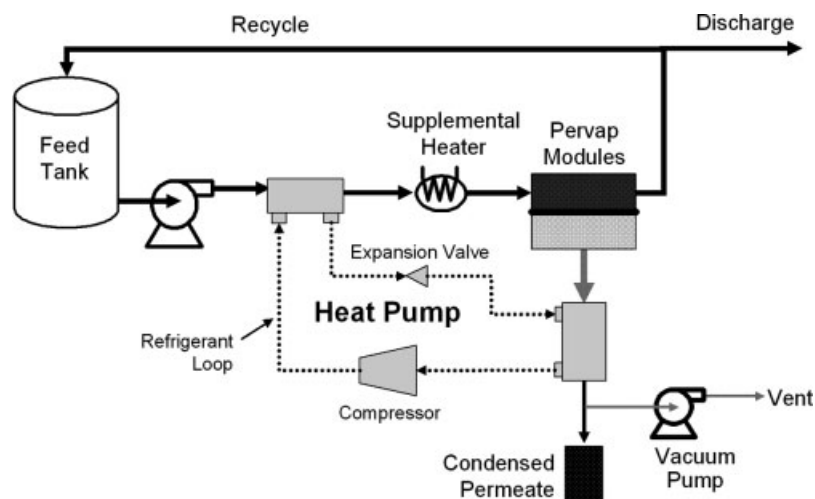 Recycle
Discharge
Feed
Tank
Supplemental
Heater
Pervap
Modules
Expansion Valve
Heat Pump
Refrigerant
Loop
Compressor
Vent
Condensed
Permeate
Vacuum
Pump